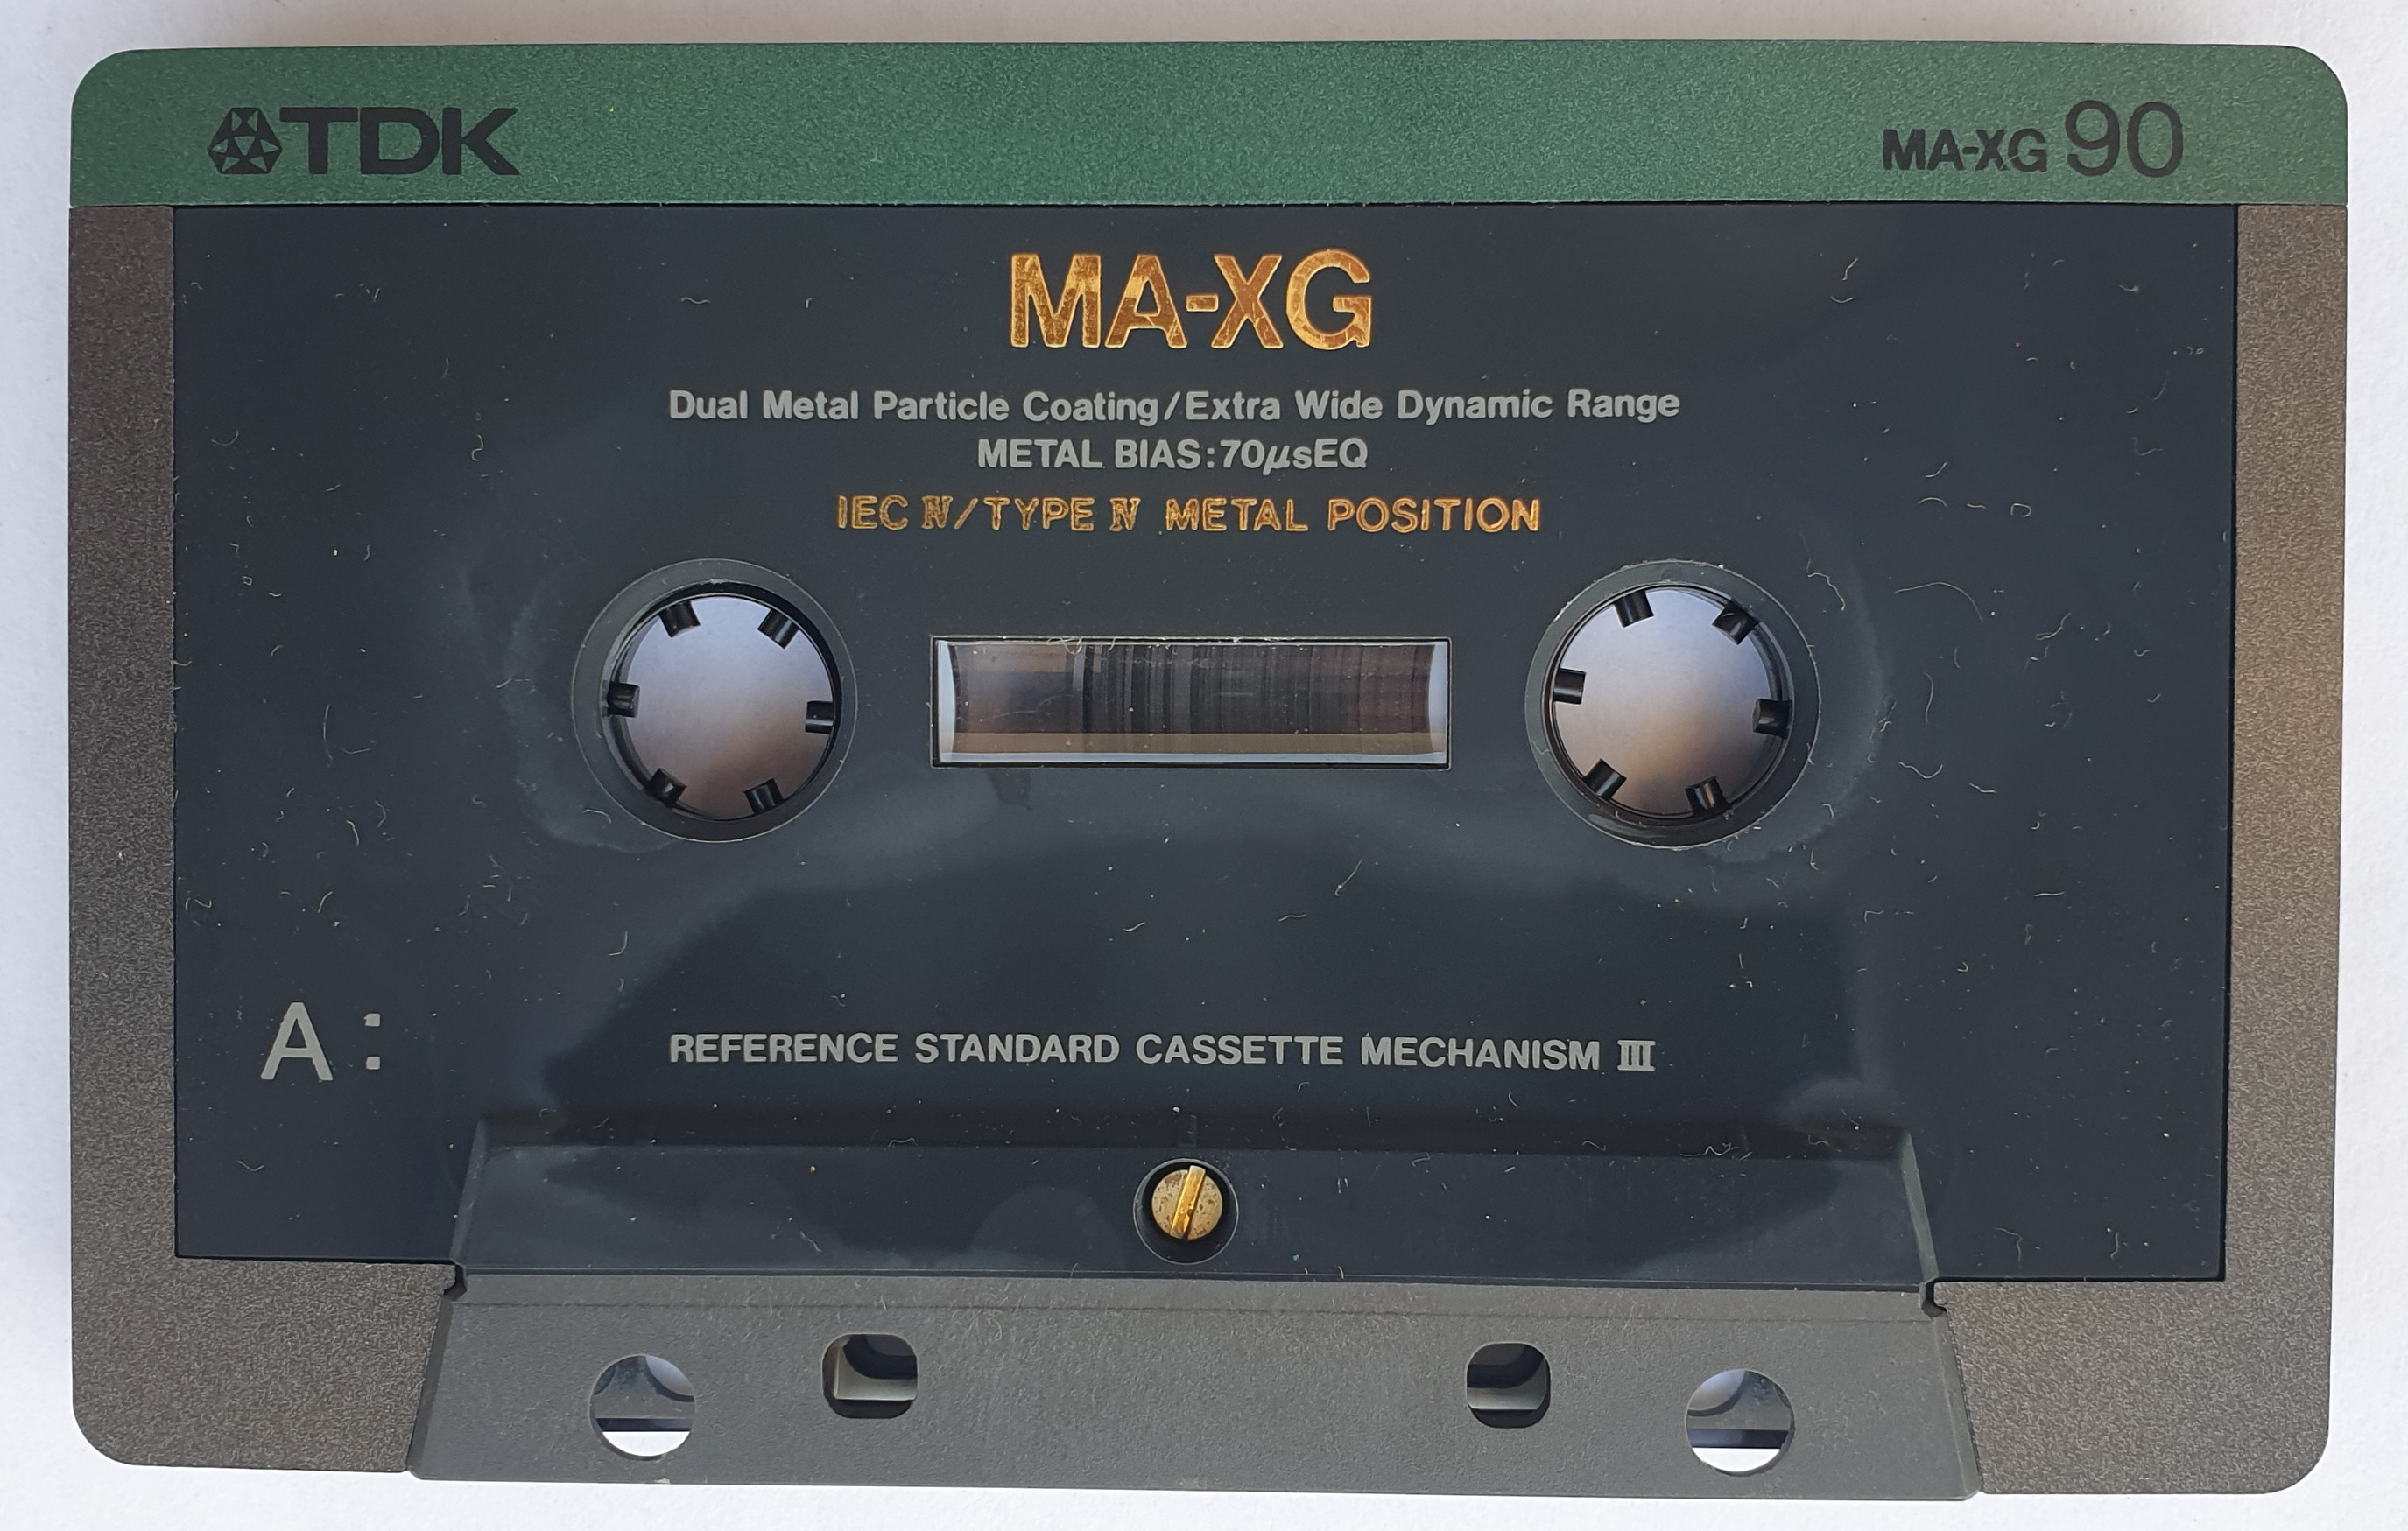 TDK
MA-XG 90
MA-XG
Dual Metal Particle Coating/Extra Wide Dynamic Range
METAL BIAS:70μsEQ
IEC Ⅳ/TYPE Ⅳ METAL POSITION
A:
REFERENCE STANDARD CASSETTE MECHANISM Ⅲ